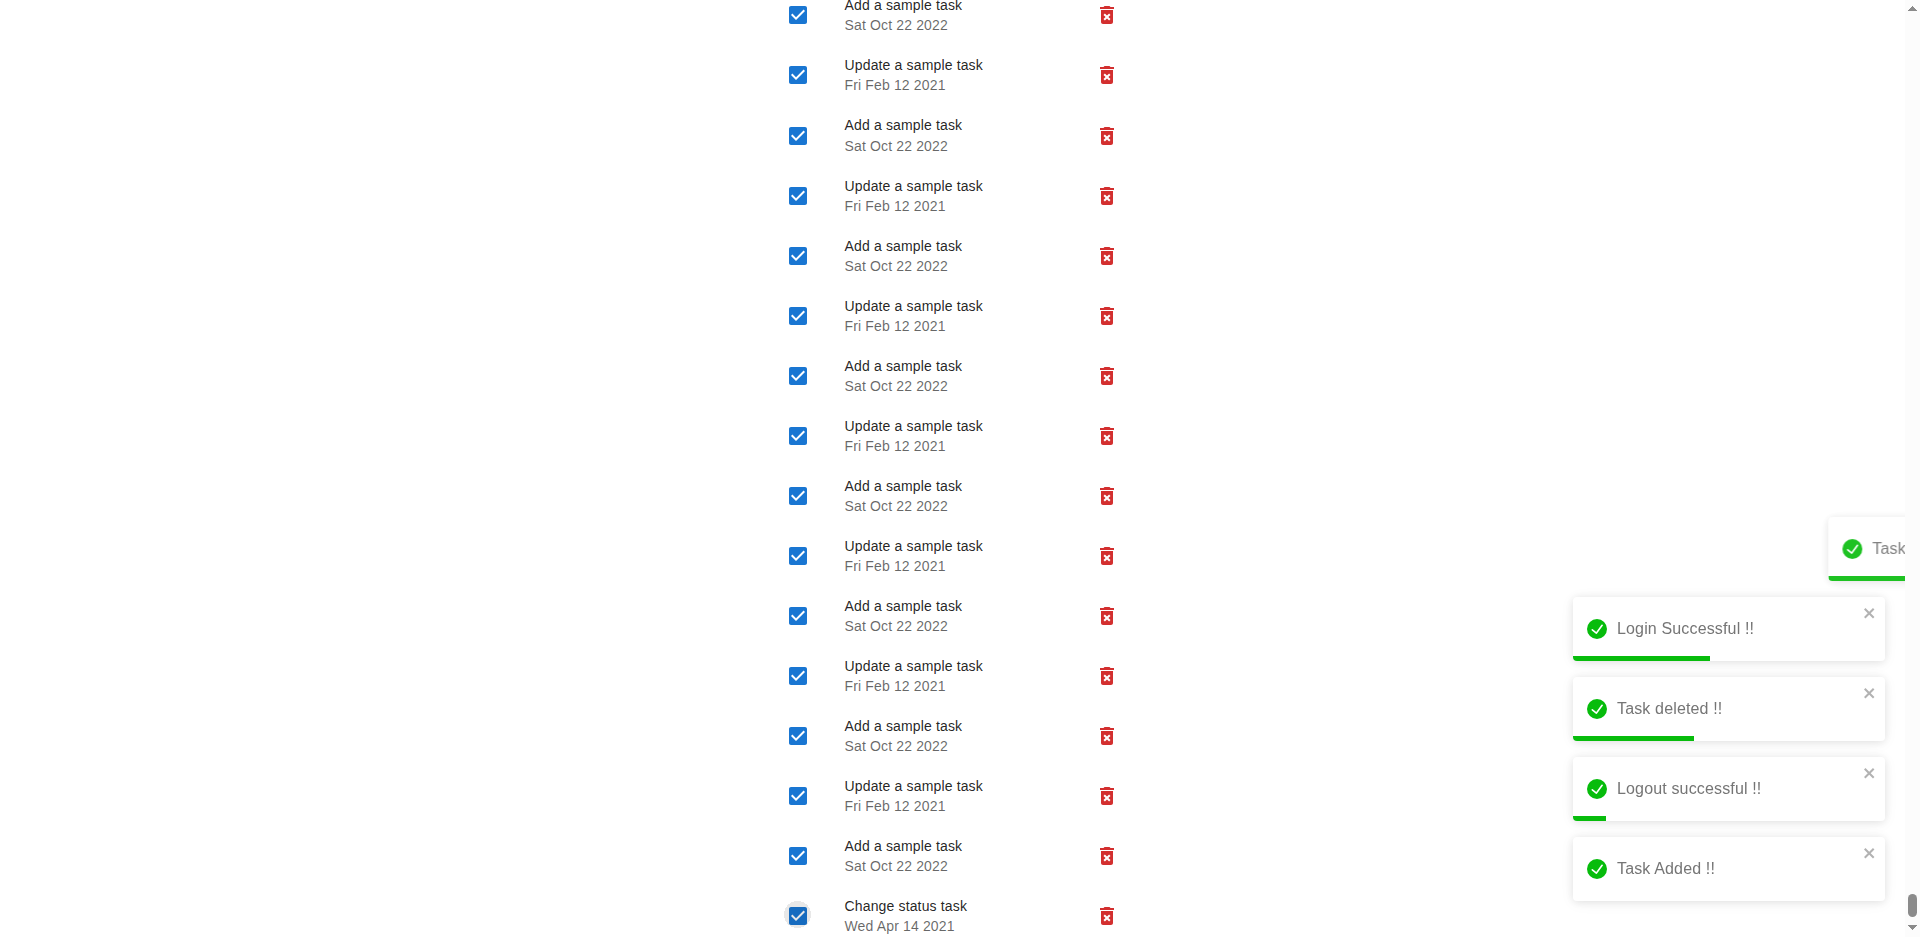 Add a sample task
Sat Oct 22 2022
Update a sample task
Fri Feb 12 2021
Add a sample task
Sat Oct 22 2022
Update a sample task
Fri Feb 12 2021
Add a sample task
Sat Oct 22 2022
Update a sample task
Fri Feb 12 2021
Add a sample task
Sat Oct 22 2022
Update a sample task
Fri Feb 12 2021
Add a sample task
Sat Oct 22 2022
Update a sample task
Fri Feb 12 2021
Add a sample task
Sat Oct 22 2022
Update a sample task
Fri Feb 12 2021
Add a sample task
Sat Oct 22 2022
Update a sample task
Fri Feb 12 2021
Add a sample task
Sat Oct 22 2022
Change status task
Wed Apr 14 2021
Task
Login Successful !!
Task deleted !!
Logout successful !!
Task Added !!